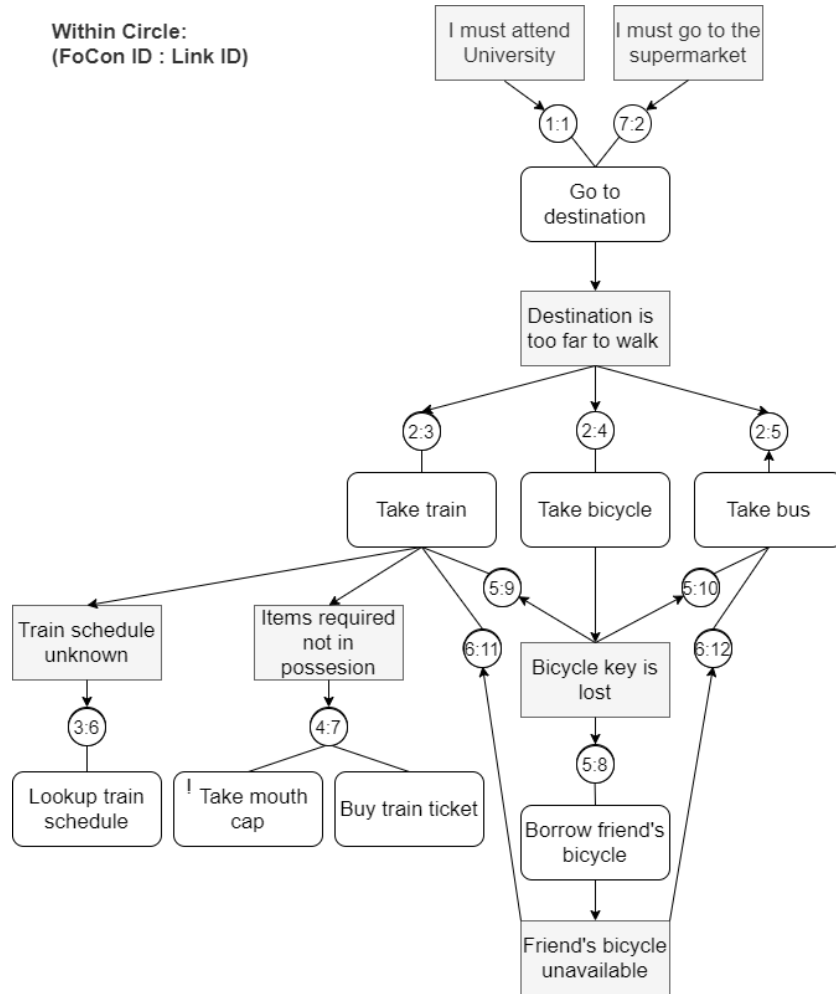 Within Circle:
(FoCon ID : Link ID)
I must attend
University
I must go to the
supermarket
1:1
7:2
Go to
destination
Destination is
too far to walk
2:3
2:4
2:5
Take train
Take bicycle
Take bus
5:9
5:10
Train schedule
unknown
Items required
not in
possesion
6:11
Bicycle key is
lost
6:12
3:6
4:7
5:8
Lookup train
schedule
! Take mouth
cap
Buy train ticket
Borrow friend's
bicycle
Friend's bicycle
unavailable